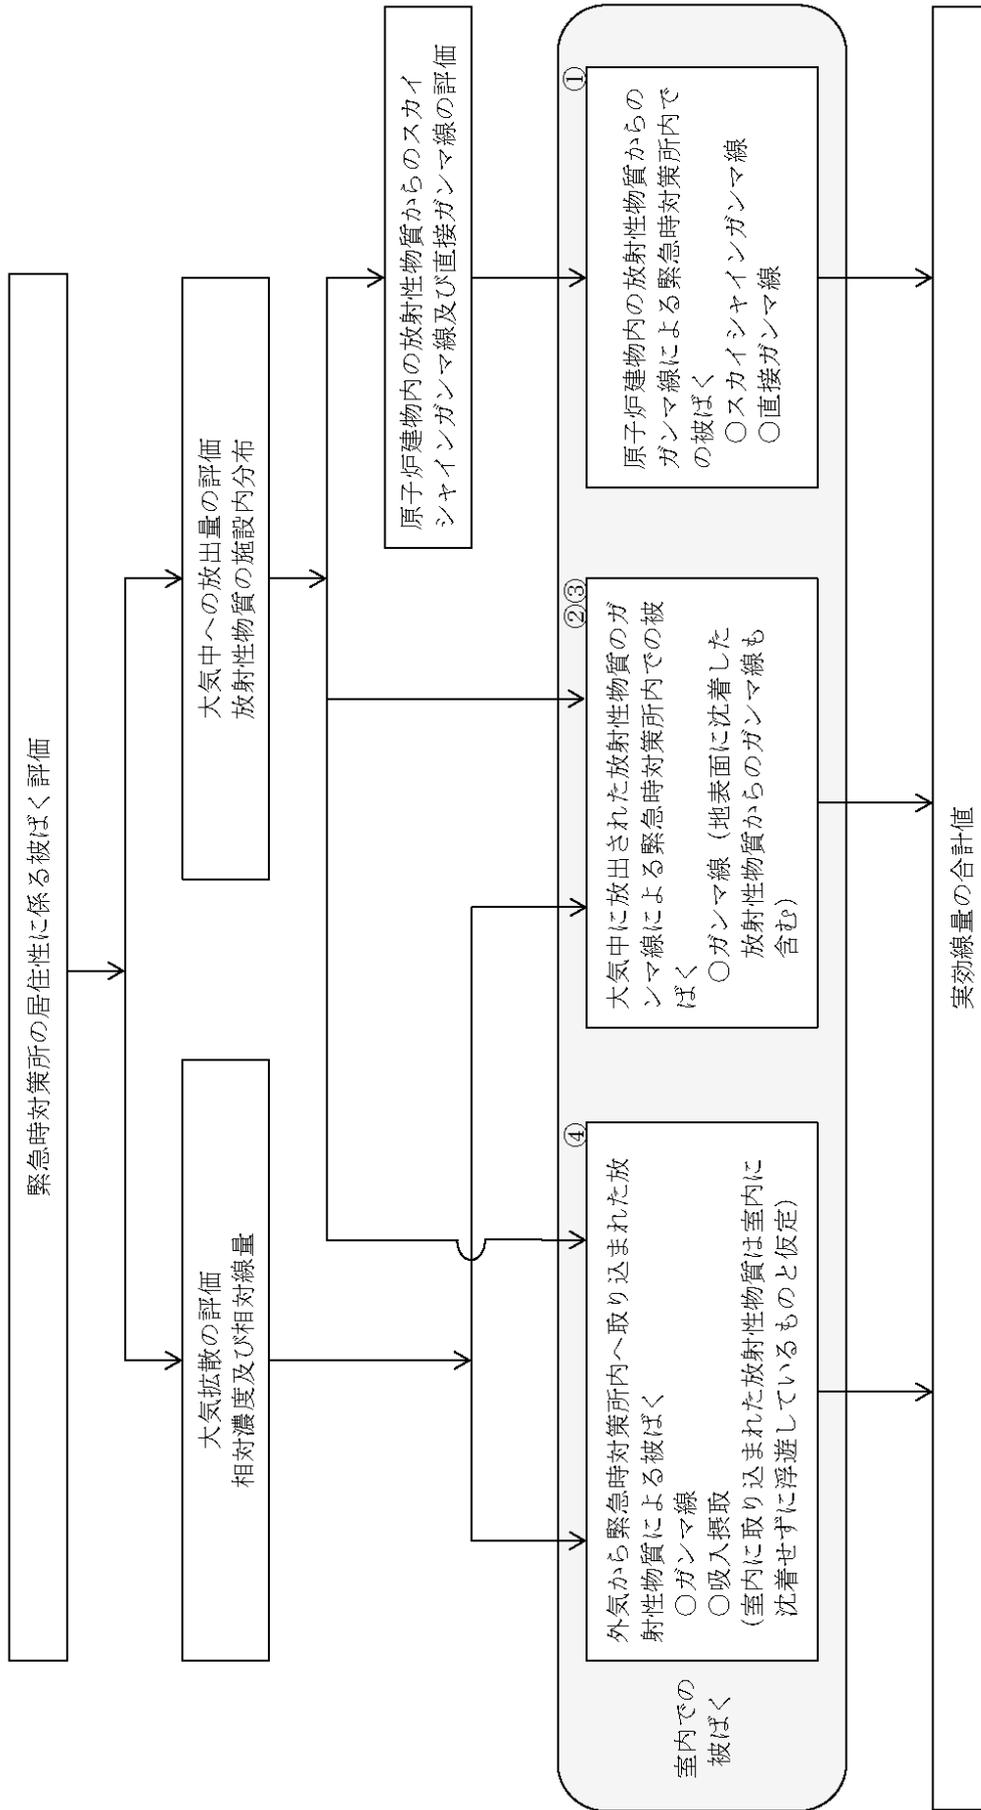 緊急時対策所の居住性に係る被ばく評価
大気拡散の評価
相対濃度及び相対線量
大気中への放出量の評価
放射性物質の施設内分布
原子炉建物内の放射性物質からのスカイ
シャインガンマ線及び直接ガンマ線の評価
室内での
被ばく
④
外気から緊急時対策所内へ取り込まれた放
射性物質による被ばく
○ガンマ線
○吸入摂取
(室内に取り込まれた放射性物質は室内に
沈着せずに浮遊しているものと仮定)
②③
大気中に放出された放射性物質のガ
ンマ線による緊急時対策所内での被
ばく
○ガンマ線（地表面に沈着した
放射性物質からのガンマ線も
含む）
①
原子炉建物内の放射性物質からの
ガンマ線による緊急時対策所内で
の被ばく
○スカイシャインガンマ線
○直接ガンマ線
実効線量の合計値